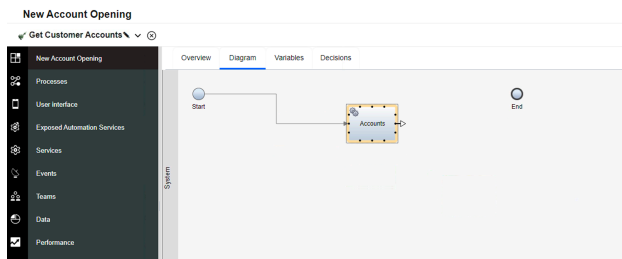 New Account Opening
Get Customer Accounts
New Account Opening
Overview Diagram Variables Decisions
Processes
User interface
Exposed Automation Services
Services
Events
Teams
Data
Performance
System
Start
Accounts
End